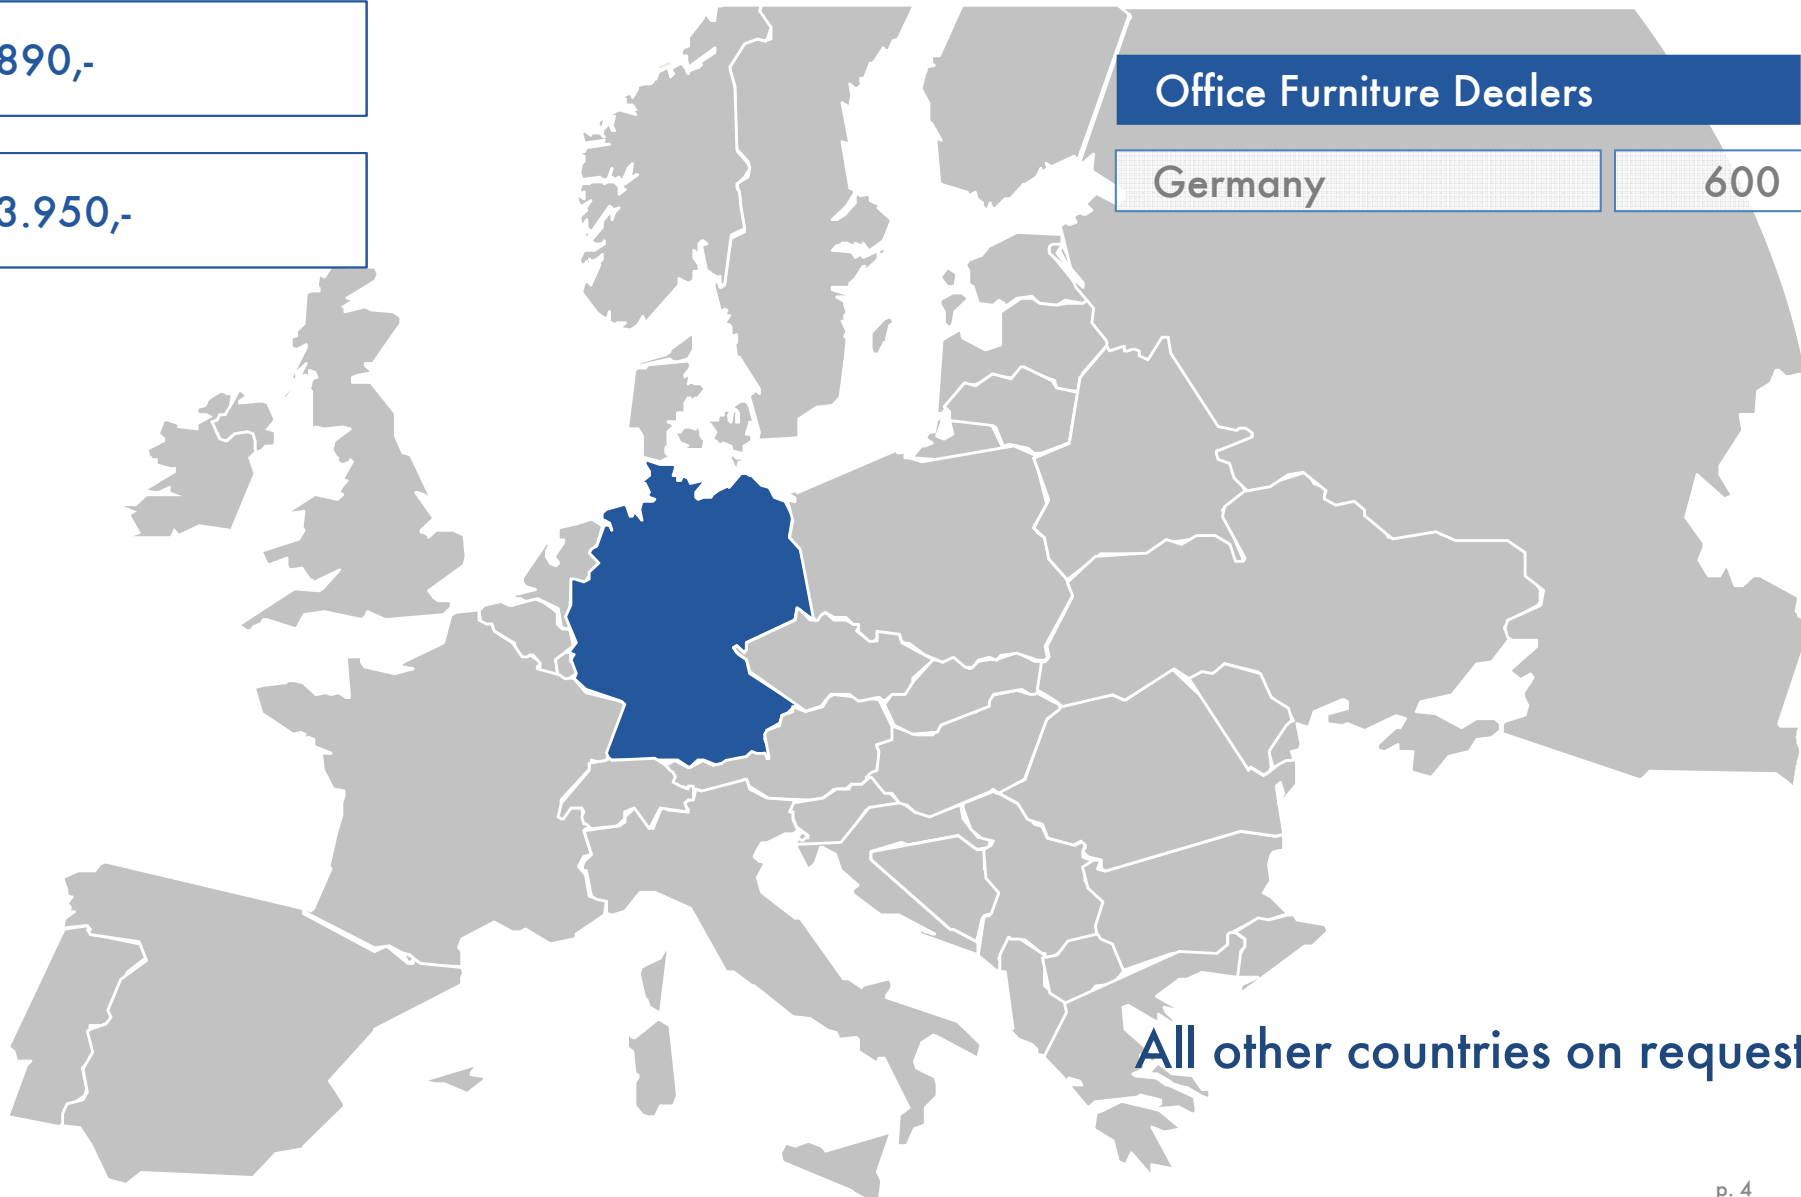 890,-
3.950,-
Office Furniture Dealers
Germany 600
All other countries on request
p. 4